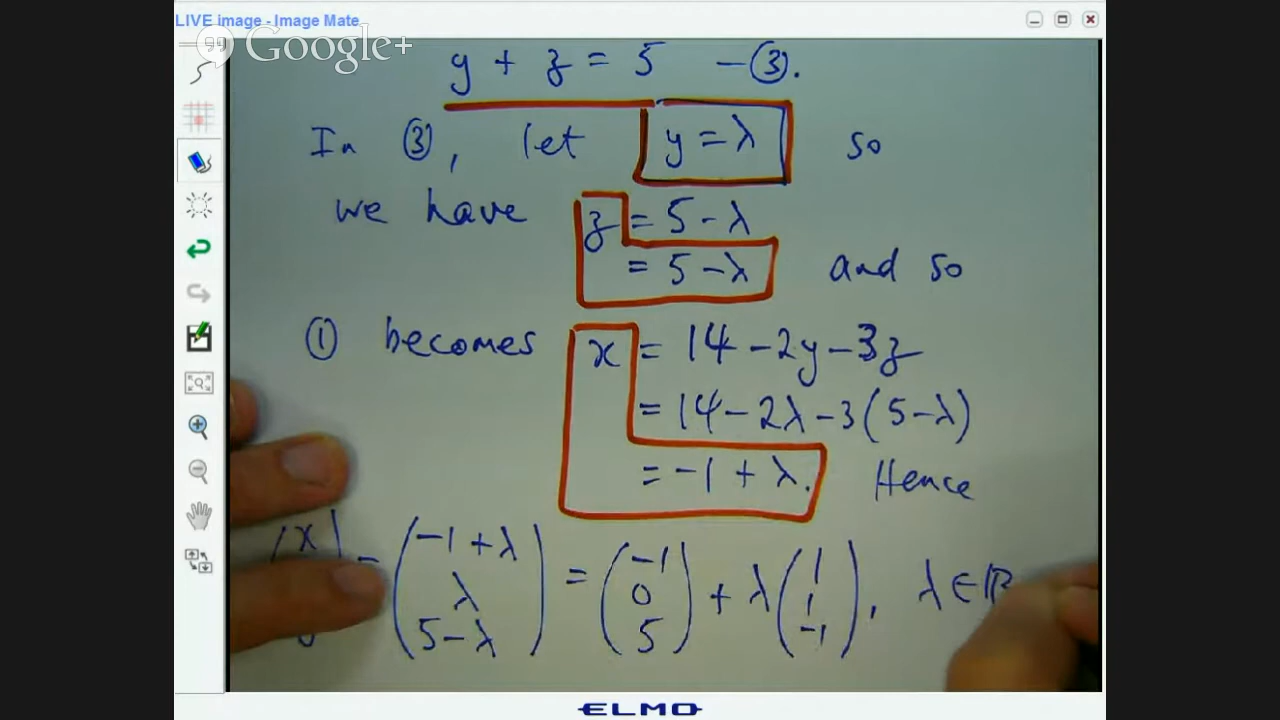 LIVE image - Image Mate
Google+
y + z = 5 — ③.
In ③, let y = λ so
we have z = 5 - λ
= 5 - λ and so
① becomes x = 14 - 2y - 3z
= 14 - 2λ - 3(5 - λ)
= -1 + λ. Hence
(x = (-1 + λ, λ, 5 - λ) = (-1, 0, 5) + λ(1, 1, -1), λ ∈ ℝ
ELMO